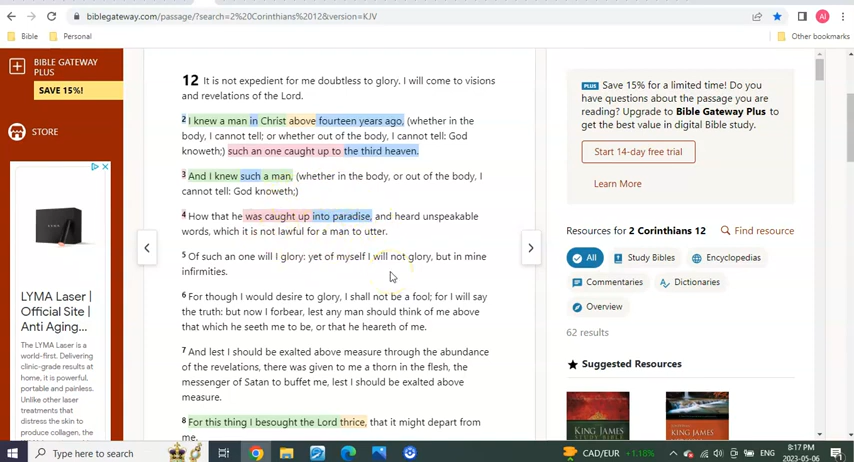 biblegateway.com/passage/?search=2%20Corinthians%2012&version=KJV
Bible
Personal
Other bookmarks
BIBLE GATEWAY
PLUS
SAVE 15%!
STORE
LYMA Laser |
Official Site |
Anti Aging...
The LYMA Laser is a
world-first. Delivering
clinic-grade results at
home, it is powerful,
portable and painless.
Unlike other laser
treatments that
distress the skin to
produce collagen, the
12 It is not expedient for me doubtless to glory. I will come to visions
and revelations of the Lord.
2 I knew a man in Christ above fourteen years ago, (whether in the
body, I cannot tell; or whether out of the body, I cannot tell: God
knoweth;) such an one caught up to the third heaven.
3 And I knew such a man, (whether in the body, or out of the body, I
cannot tell: God knoweth;)
4 How that he was caught up into paradise, and heard unspeakable
words, which it is not lawful for a man to utter.
5 Of such an one will I glory: yet of myself I will not glory, but in mine
infirmities.
6 For though I would desire to glory, I shall not be a fool; for I will say
the truth: but now I forbear, lest any man should think of me above
that which he seeth me to be, or that he heareth of me.
7 And lest I should be exalted above measure through the abundance
of the revelations, there was given to me a thorn in the flesh, the
messenger of Satan to buffet me, lest I should be exalted above
measure.
8 For this thing I besought the Lord thrice, that it might depart from
me.
PLUS Save 15% for a limited time! Do you
have questions about the passage you are
reading? Upgrade to Bible Gateway Plus to
get the best value in digital Bible study.
Start 14-day free trial
Learn More
Resources for 2 Corinthians 12
Find resource
All
Study Bibles
Encyclopedias
Commentaries
Dictionaries
Overview
62 results
Suggested Resources
KING JAMES
STUDY BIBLE
KING JAMES
Type here to search
CAD/EUR +1.18%
ENG
8:17 PM
2023-05-06